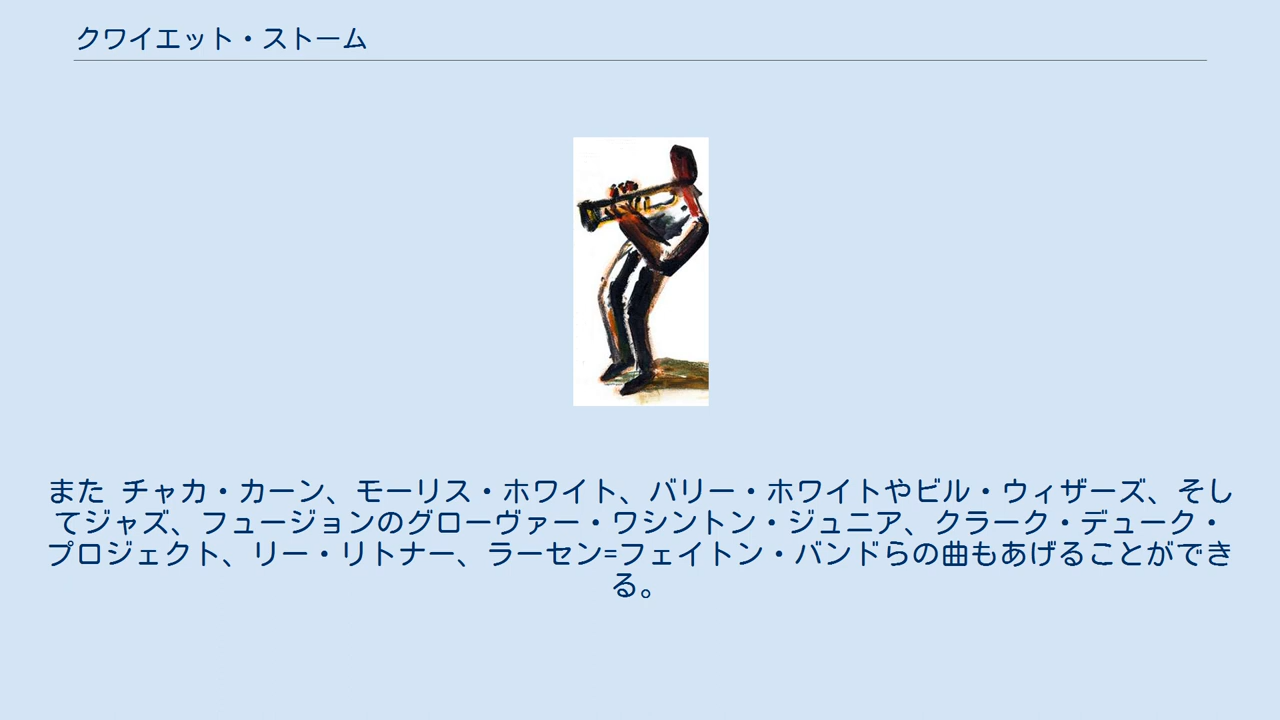 クワイエット・ストーム
また チャカ・カーン、モーリス・ホワイト、バリー・ホワイトやビル・ウィザーズ、そし
てジャズ、フュージョンのグローヴァー・ワシントン・ジュニア、クラーク・デューク・
プロジェクト、リー・リトナー、ラーセン=フェイトン・バンドらの曲もあげることができ
る。